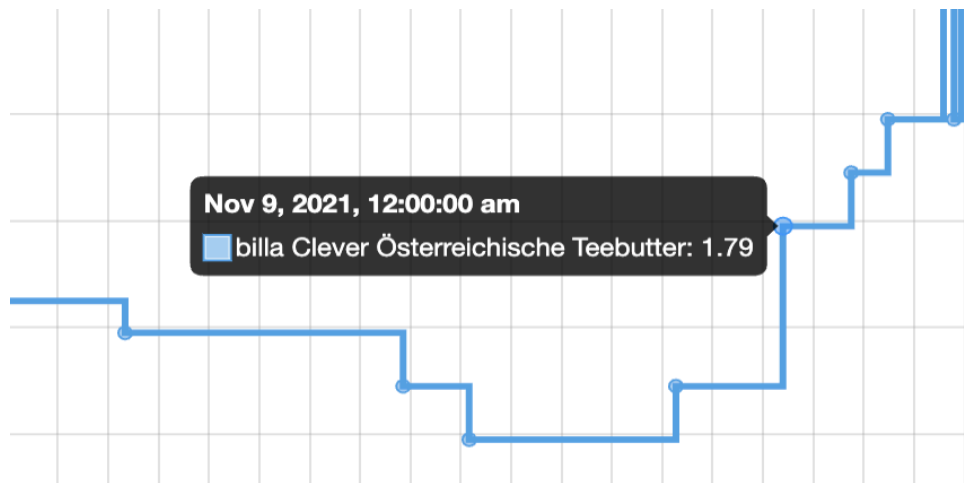 Nov 9, 2021, 12:00:00 am
billa Clever Österreichische Teebutter: 1.79